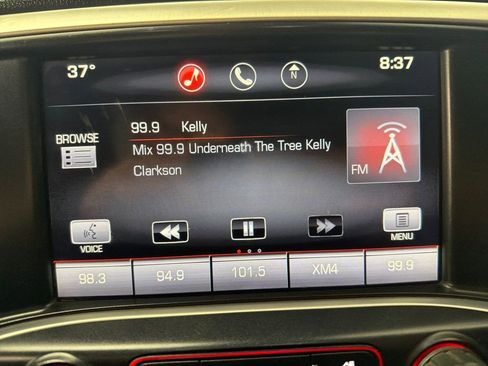 37°
N
8:37
BROWSE
99.9 Kelly
Mix 99.9 Underneath The Tree Kelly
Clarkson
FM
VOICE
MENU
98.3 94.9 101.5 XM4 99.9